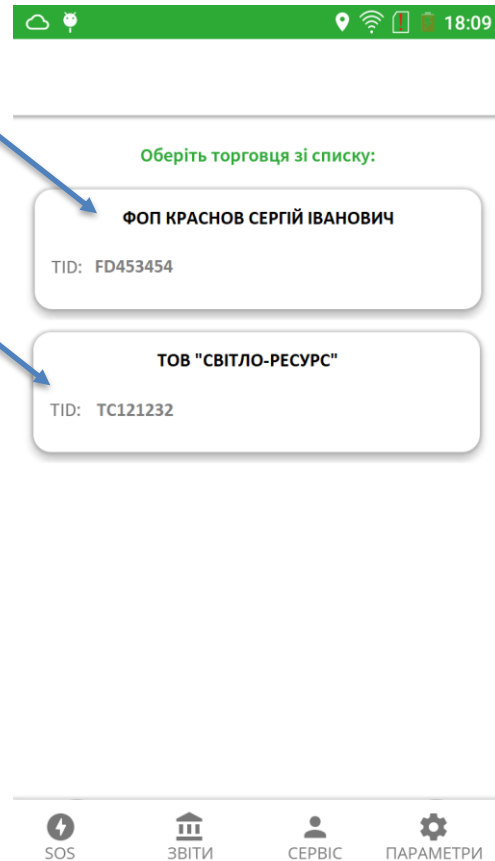 18:09
Оберіть торговця зі списку:
ФОП КРАСНОВ СЕРГІЙ ІВАНОВИЧ
TID: FD453454
ТОВ "СВІТЛО-РЕСУРС"
TID: TC121232
SOS ЗВІТИ СЕРВІС ПАРАМЕТРИ